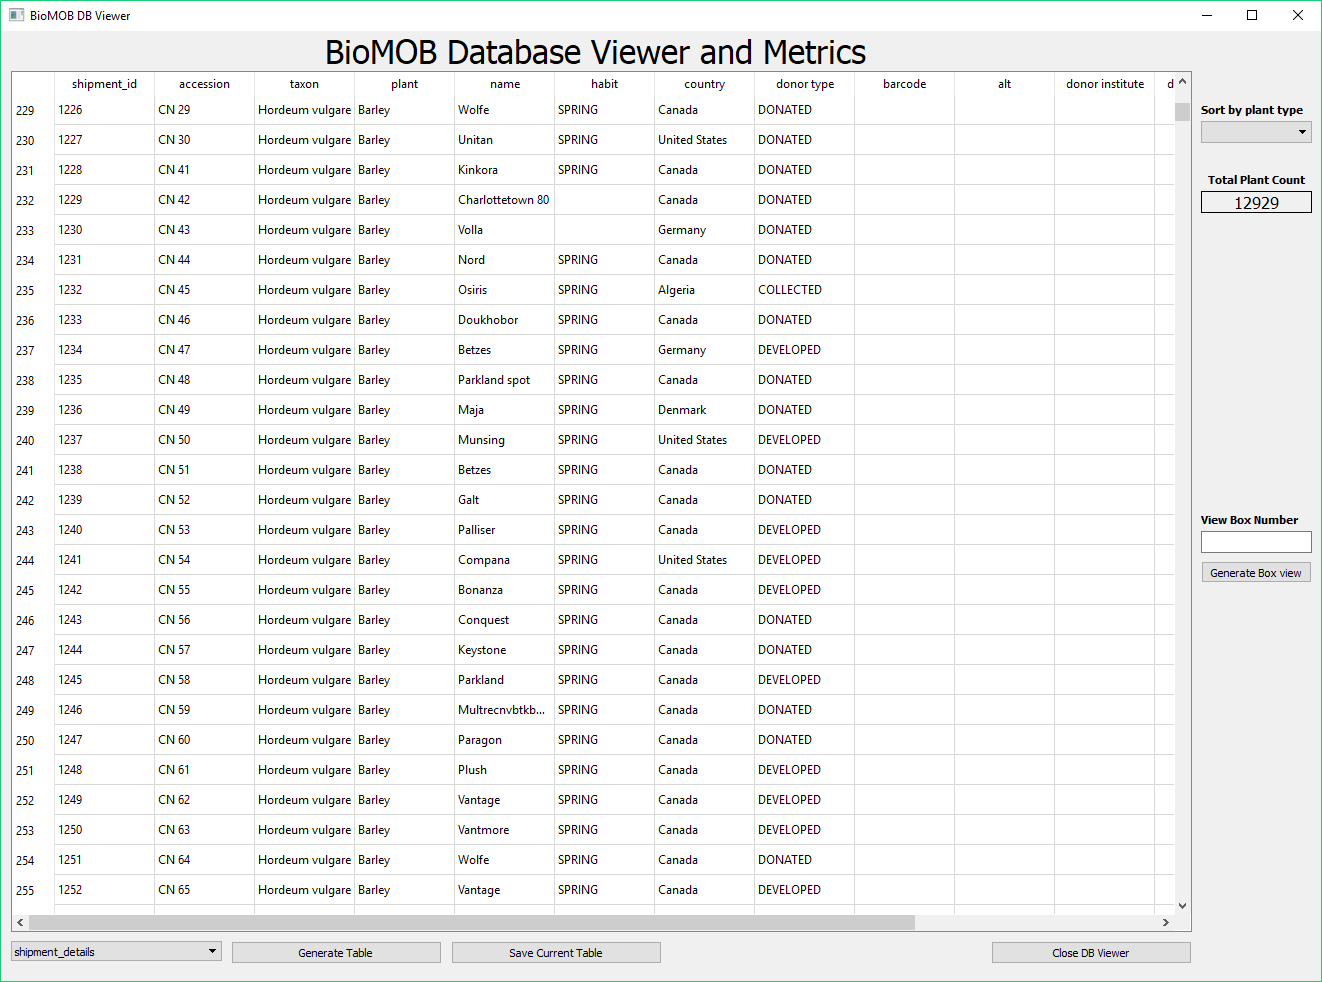 BioMOB DB Viewer
BioMOB Database Viewer and Metrics
shipment_id accession taxon plant name habit country donor type barcode alt donor institute d
229 1226 CN 29 Hordeum vulgare Barley Wolfe SPRING Canada DONATED
230 1227 CN 30 Hordeum vulgare Barley Unitan SPRING United States DONATED
231 1228 CN 41 Hordeum vulgare Barley Kinkora SPRING Canada DONATED
232 1229 CN 42 Hordeum vulgare Barley Charlottetown 80 Canada DONATED
233 1230 CN 43 Hordeum vulgare Barley Volla Germany DONATED
234 1231 CN 44 Hordeum vulgare Barley Nord SPRING Canada DONATED
235 1232 CN 45 Hordeum vulgare Barley Osiris SPRING Algeria COLLECTED
236 1233 CN 46 Hordeum vulgare Barley Doukhobor SPRING Canada DONATED
237 1234 CN 47 Hordeum vulgare Barley Betzes SPRING Germany DEVELOPED
238 1235 CN 48 Hordeum vulgare Barley Parkland spot SPRING Canada DONATED
239 1236 CN 49 Hordeum vulgare Barley Maja SPRING Denmark DONATED
240 1237 CN 50 Hordeum vulgare Barley Munsing SPRING United States DEVELOPED
241 1238 CN 51 Hordeum vulgare Barley Betzes SPRING Canada DONATED
242 1239 CN 52 Hordeum vulgare Barley Galt SPRING Canada DONATED
243 1240 CN 53 Hordeum vulgare Barley Palliser SPRING Canada DEVELOPED
244 1241 CN 54 Hordeum vulgare Barley Compana SPRING United States DEVELOPED
245 1242 CN 55 Hordeum vulgare Barley Bonanza SPRING Canada DEVELOPED
246 1243 CN 56 Hordeum vulgare Barley Conquest SPRING Canada DONATED
247 1244 CN 57 Hordeum vulgare Barley Keystone SPRING Canada DONATED
248 1245 CN 58 Hordeum vulgare Barley Parkland SPRING Canada DEVELOPED
249 1246 CN 59 Hordeum vulgare Barley Multrecnvbtkb... SPRING Canada DONATED
250 1247 CN 60 Hordeum vulgare Barley Paragon SPRING Canada DONATED
251 1248 CN 61 Hordeum vulgare Barley Plush SPRING Canada DEVELOPED
252 1249 CN 62 Hordeum vulgare Barley Vantage SPRING Canada DEVELOPED
253 1250 CN 63 Hordeum vulgare Barley Vantmore SPRING Canada DEVELOPED
254 1251 CN 64 Hordeum vulgare Barley Wolfe SPRING Canada DONATED
255 1252 CN 65 Hordeum vulgare Barley Vantage SPRING Canada DEVELOPED
Sort by plant type
Total Plant Count
12929
View Box Number
Generate Box view
shipment_details
Generate Table
Save Current Table
Close DB Viewer